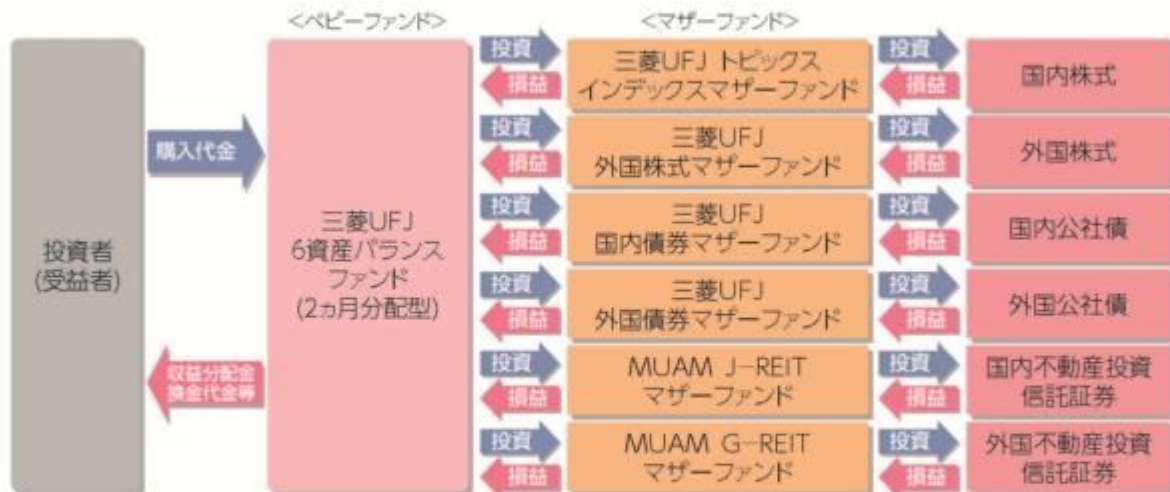 <ベビーファンド>
<マザーファンド>
投資者
(受益者)
購入代金
収益分配金
換金代金等
三菱UFJ
6資産バランス
ファンド
(2ヵ月分配型)
投資
損益
三菱UFJ トピックス
インデックスマザーファンド
投資
損益
国内株式
投資
損益
三菱UFJ
外国株式マザーファンド
投資
損益
外国株式
投資
損益
三菱UFJ
国内債券マザーファンド
投資
損益
国内公社債
投資
損益
三菱UFJ
外国債券マザーファンド
投資
損益
外国公社債
投資
損益
MUAM J-REIT
マザーファンド
投資
損益
国内不動産投資
信託証券
投資
損益
MUAM G-REIT
マザーファンド
投資
損益
外国不動産投資
信託証券